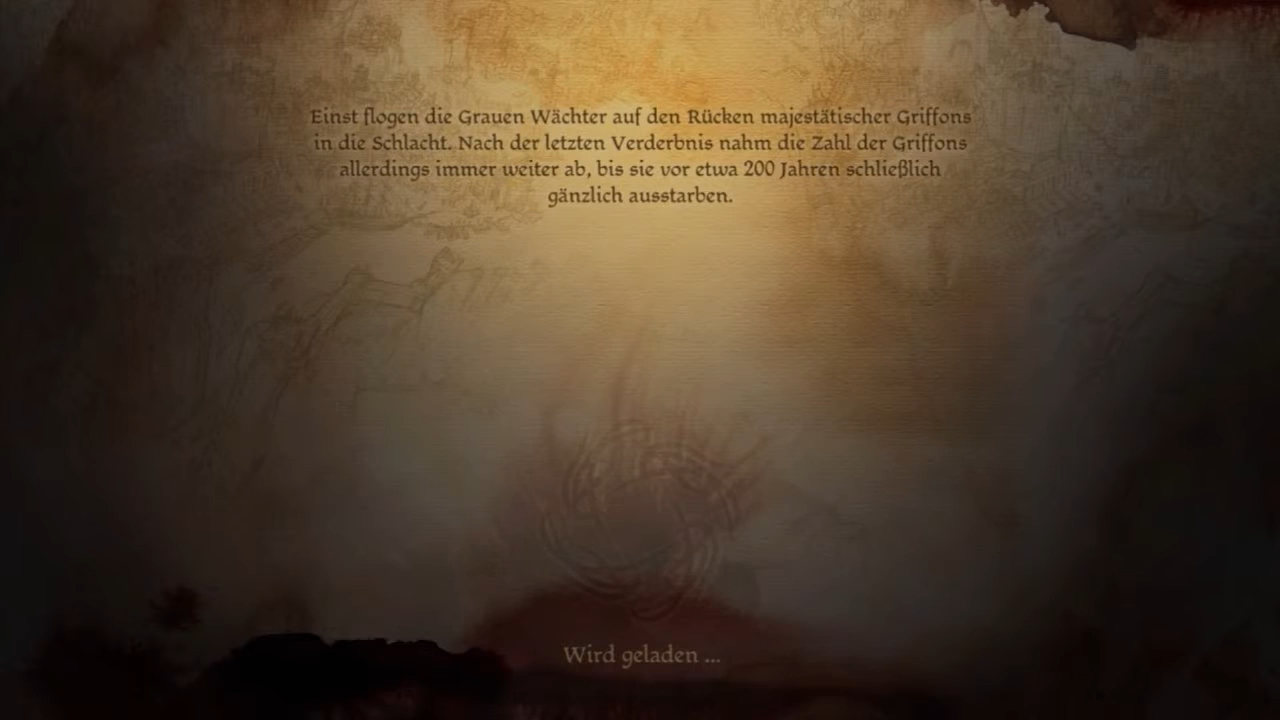 Einst flogen die Grauen Wächter auf den Rücken majestätischer Griffons
in die Schlacht. Nach der letzten Verderbnis nahm die Zahl der Griffons
allerdings immer weiter ab, bis sie vor etwa 200 Jahren schließlich
gänzlich ausstarben.
Wird geladen ...